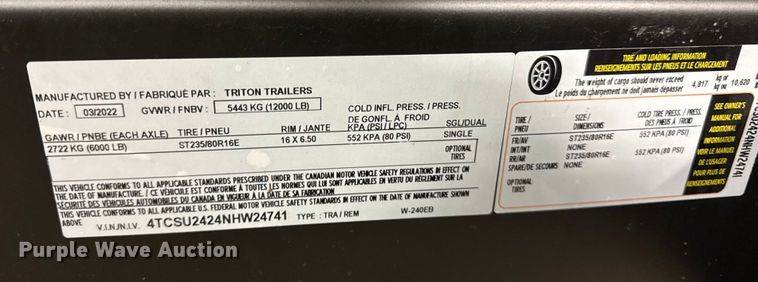 MANUFACTURED BY / FABRIQUÉ PAR : TRITON TRAILERS
DATE : 03/2022 GVWR / FNBV : 5443 KG (12000 LB)
COLD INFL. PRESS. / PRESS.
DE GONFL. À FROID
GAWR / PNBE (EACH AXLE) TIRE / PNEU RIM / JANTE KPA (PSI / LPC) SGL/DUAL
2722 KG (6000 LB) ST235/80R16E 16 X 6.50 552 KPA (80 PSI) SINGLE
OPTIONAL
TIRES
THIS VEHICLE CONFORMS TO ALL APPLICABLE STANDARDS PRESCRIBED UNDER THE CANADIAN MOTOR VEHICLE SAFETY REGULATIONS IN EFFECT ON
THE DATE OF MANUFACTURE. / CE VÉHICULE EST CONFORME À TOUTES LES NORMES QUI LUI SONT APPLICABLES EN VERTU DU RÈGLEMENT SUR LA
SÉCURITÉ DES VÉHICULES AUTOMOBILES DU CANADA EN VIGUEUR À LA DATE DE SA FABRICATION
THIS VEHICLE CONFORMS TO ALL APPLICABLE U.S. FEDERAL MOTOR VEHICLE SAFETY STANDARDS IN EFFECT ON THE DATE OF MANUFACTURE SHOWN
ABOVE
V.I.N./N.I.V. 4TCSU2424NHW24741 TYPE : TRA / REM W-240EB
TIRE AND LOADING INFORMATION
RENSEIGNEMENTS SUR LES PNEUS ET LE CHARGEMENT
The weight of cargo should never exceed
Le poids du chargement ne doit jamais dépasser
4,817 kg or kg ou 10,620
TIRE / PNEU SIZE / DIMENSIONS COLD TIRE PRESS. / DES PNEUS À FROID
FR/AV ST235/80R16E 552 KPA (80 PSI)
INT/INT NONE
RR/AR ST235/80R16E 552 KPA (80 PSI)
SPARE/DE SECOURS NONE
OPTIONAL
TIRES
SEE OWNER'S
MANUAL FOR
ADDITIONAL
INFORMATION
VOIR LE MANUEL
DE L'USAGER
POUR PLUS DE
RENSEIGNEMENTS
Purple Wave Auction